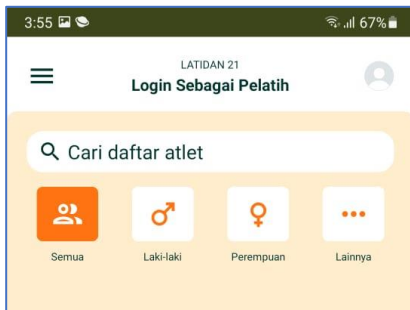 3:55 67%
LATIDAN 21
Login Sebagai Pelatih
Cari daftar atlet
Semua Laki-laki Perempuan Lainnya